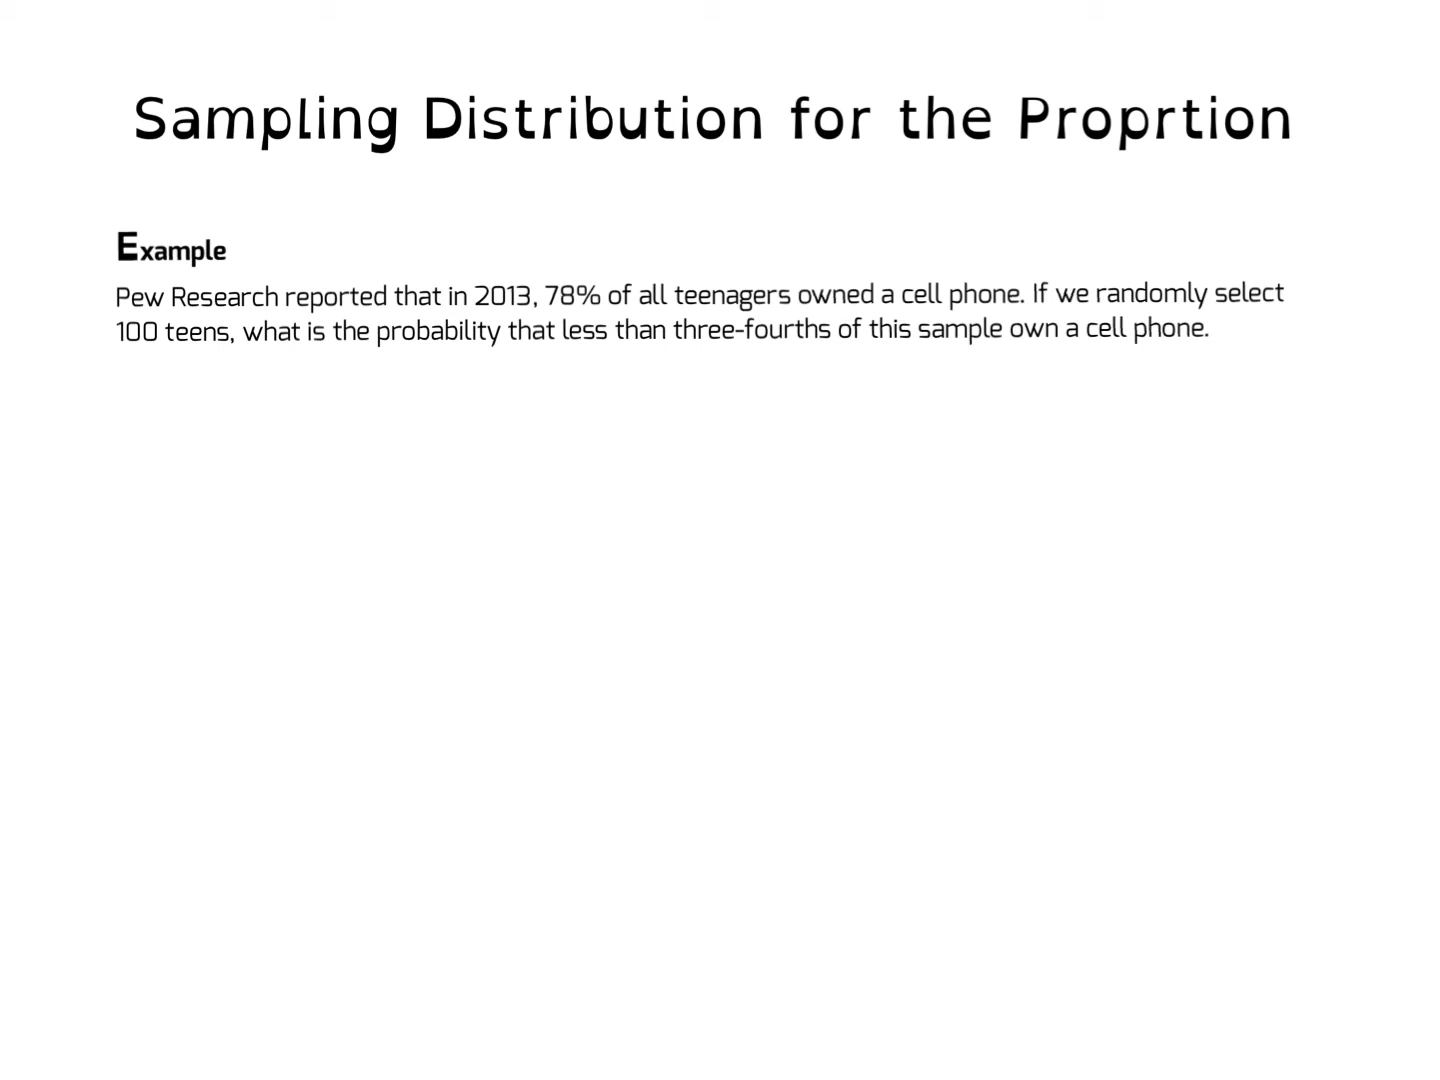 Sampling Distribution for the Proprtion
Example
Pew Research reported that in 2013, 78% of all teenagers owned a cell phone. If we randomly select
100 teens, what is the probability that less than three-fourths of this sample own a cell phone.